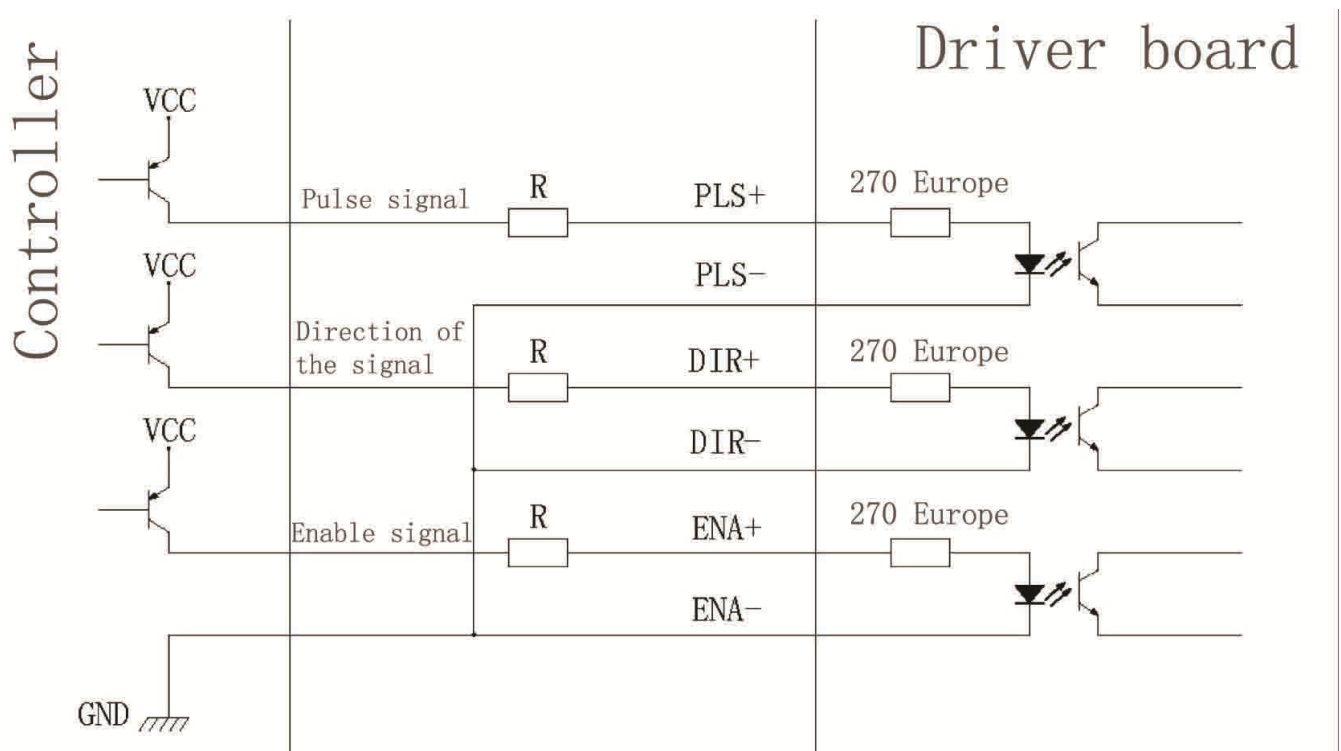 Controller
Driver board
VCC
Pulse signal
R
PLS+
270 Europe
PLS-
VCC
Direction of
the signal
R
DIR+
270 Europe
DIR-
VCC
Enable signal
R
ENA+
270 Europe
ENA-
GND